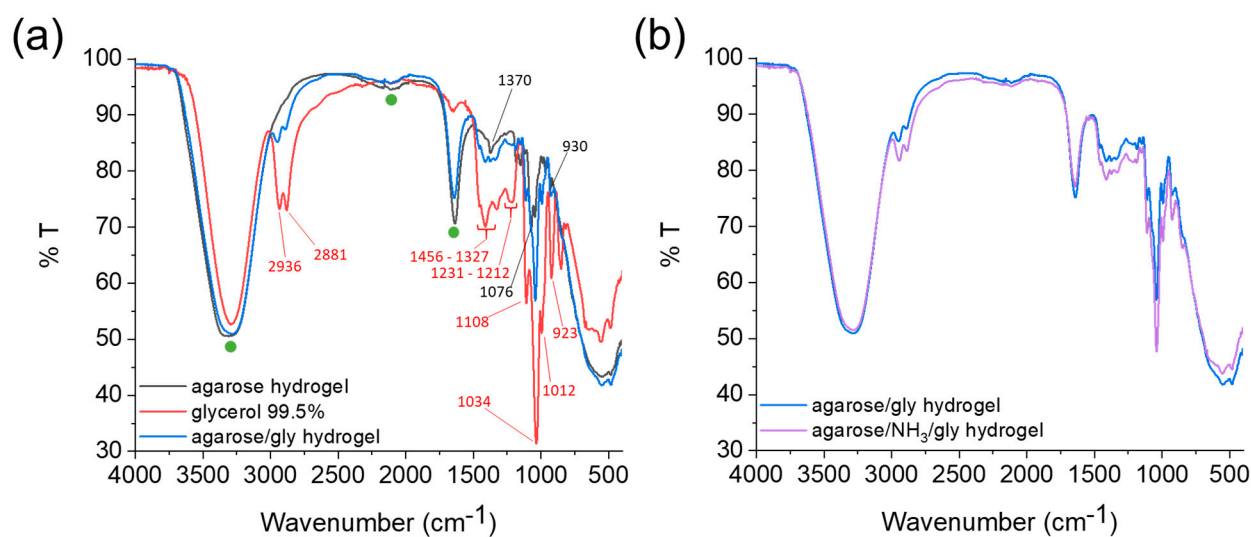 (a)
100
90
80
70
60
50
40
30
% T
1370
930
2936
2881
1456 - 1327
1231 - 1212
1076
1108
923
1034
1012
agarose hydrogel
glycerol 99.5%
agarose/gly hydrogel
4000 3500 3000 2500 2000 1500 1000 500
Wavenumber (cm⁻¹)
(b)
100
90
80
70
60
50
40
30
% T
agarose/gly hydrogel
agarose/NH₃/gly hydrogel
4000 3500 3000 2500 2000 1500 1000 500
Wavenumber (cm⁻¹)